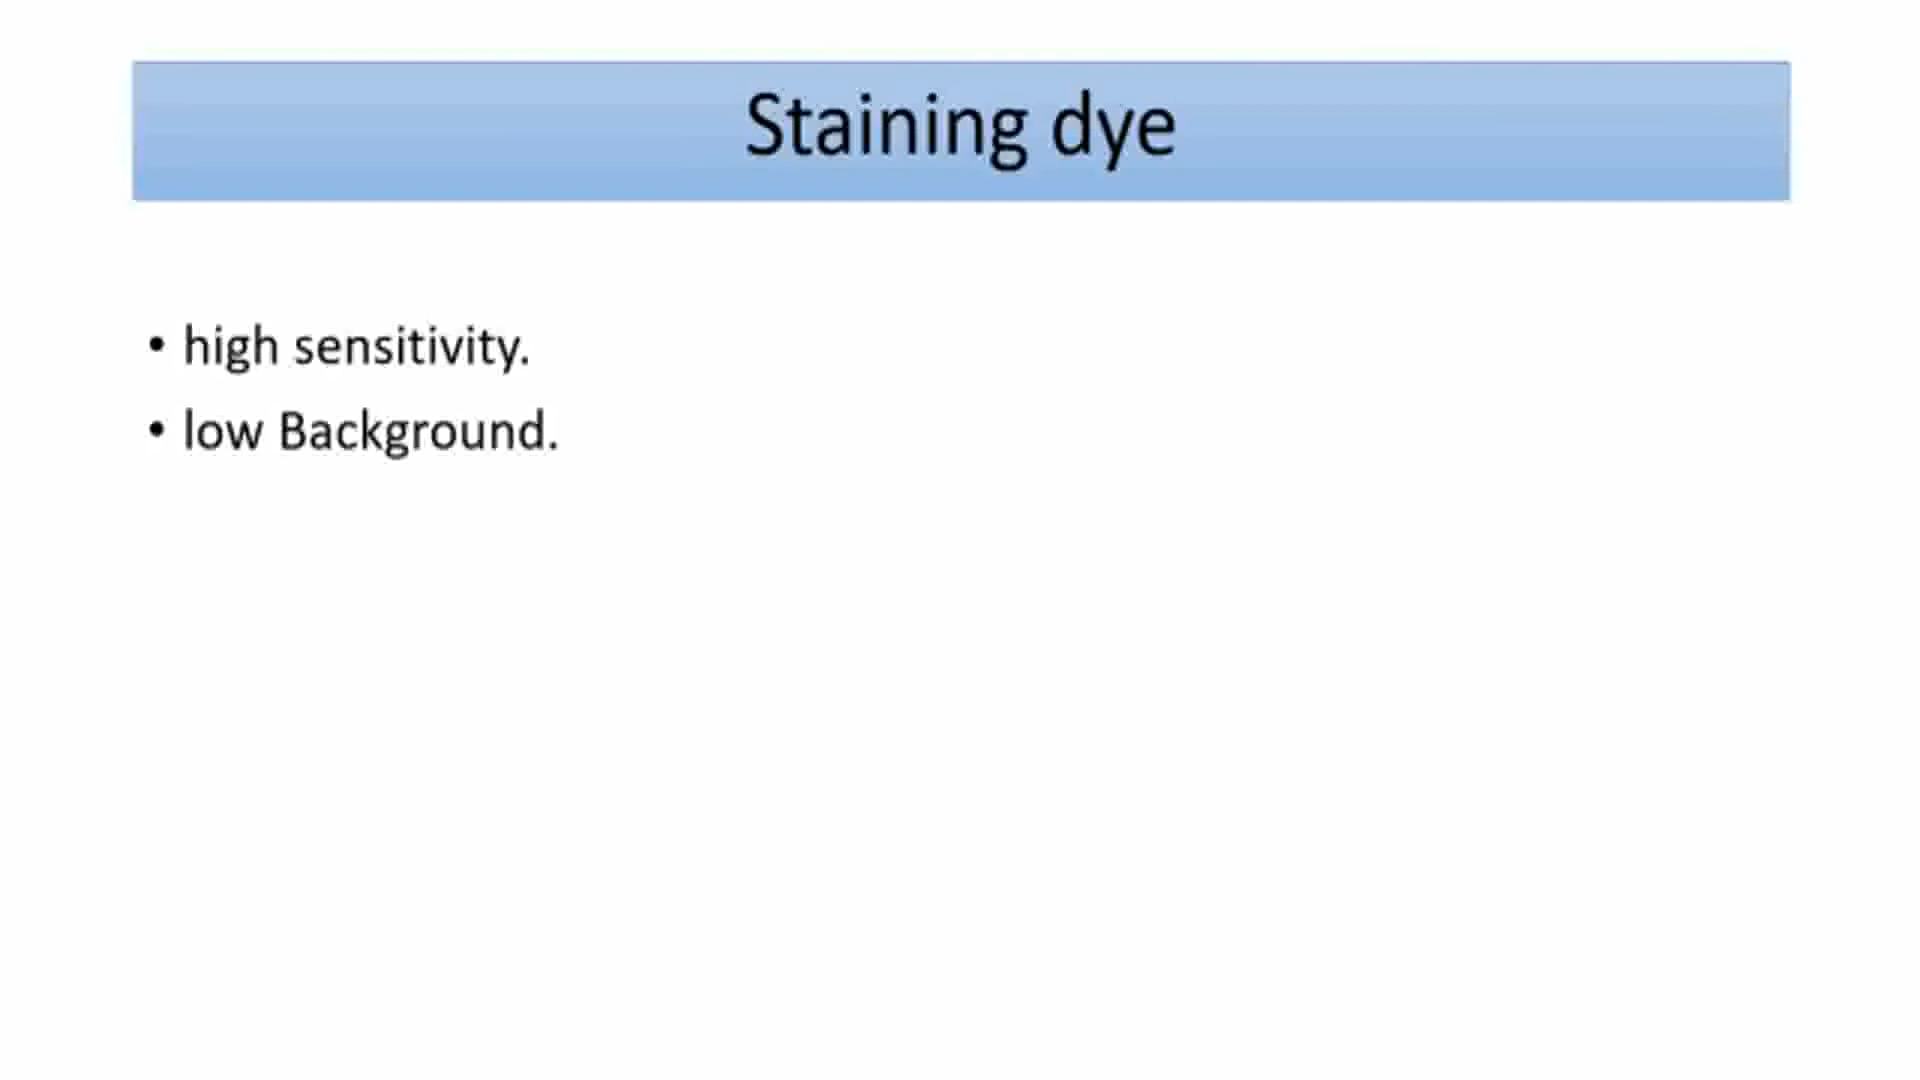 Staining dye
• high sensitivity.
• low Background.